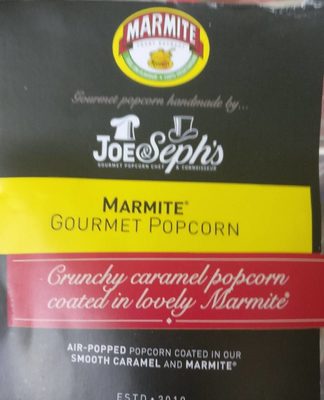 MARMITE
Gourmet popcorn handmade by...
JOE & Seph's
GOURMET POPCORN CHEF & CONNOISSEUR
MARMITE®
GOURMET POPCORN
Crunchy caramel popcorn
coated in lovely Marmite®
AIR-POPPED POPCORN COATED IN OUR
SMOOTH CARAMEL AND MARMITE®
ESTD • 2010